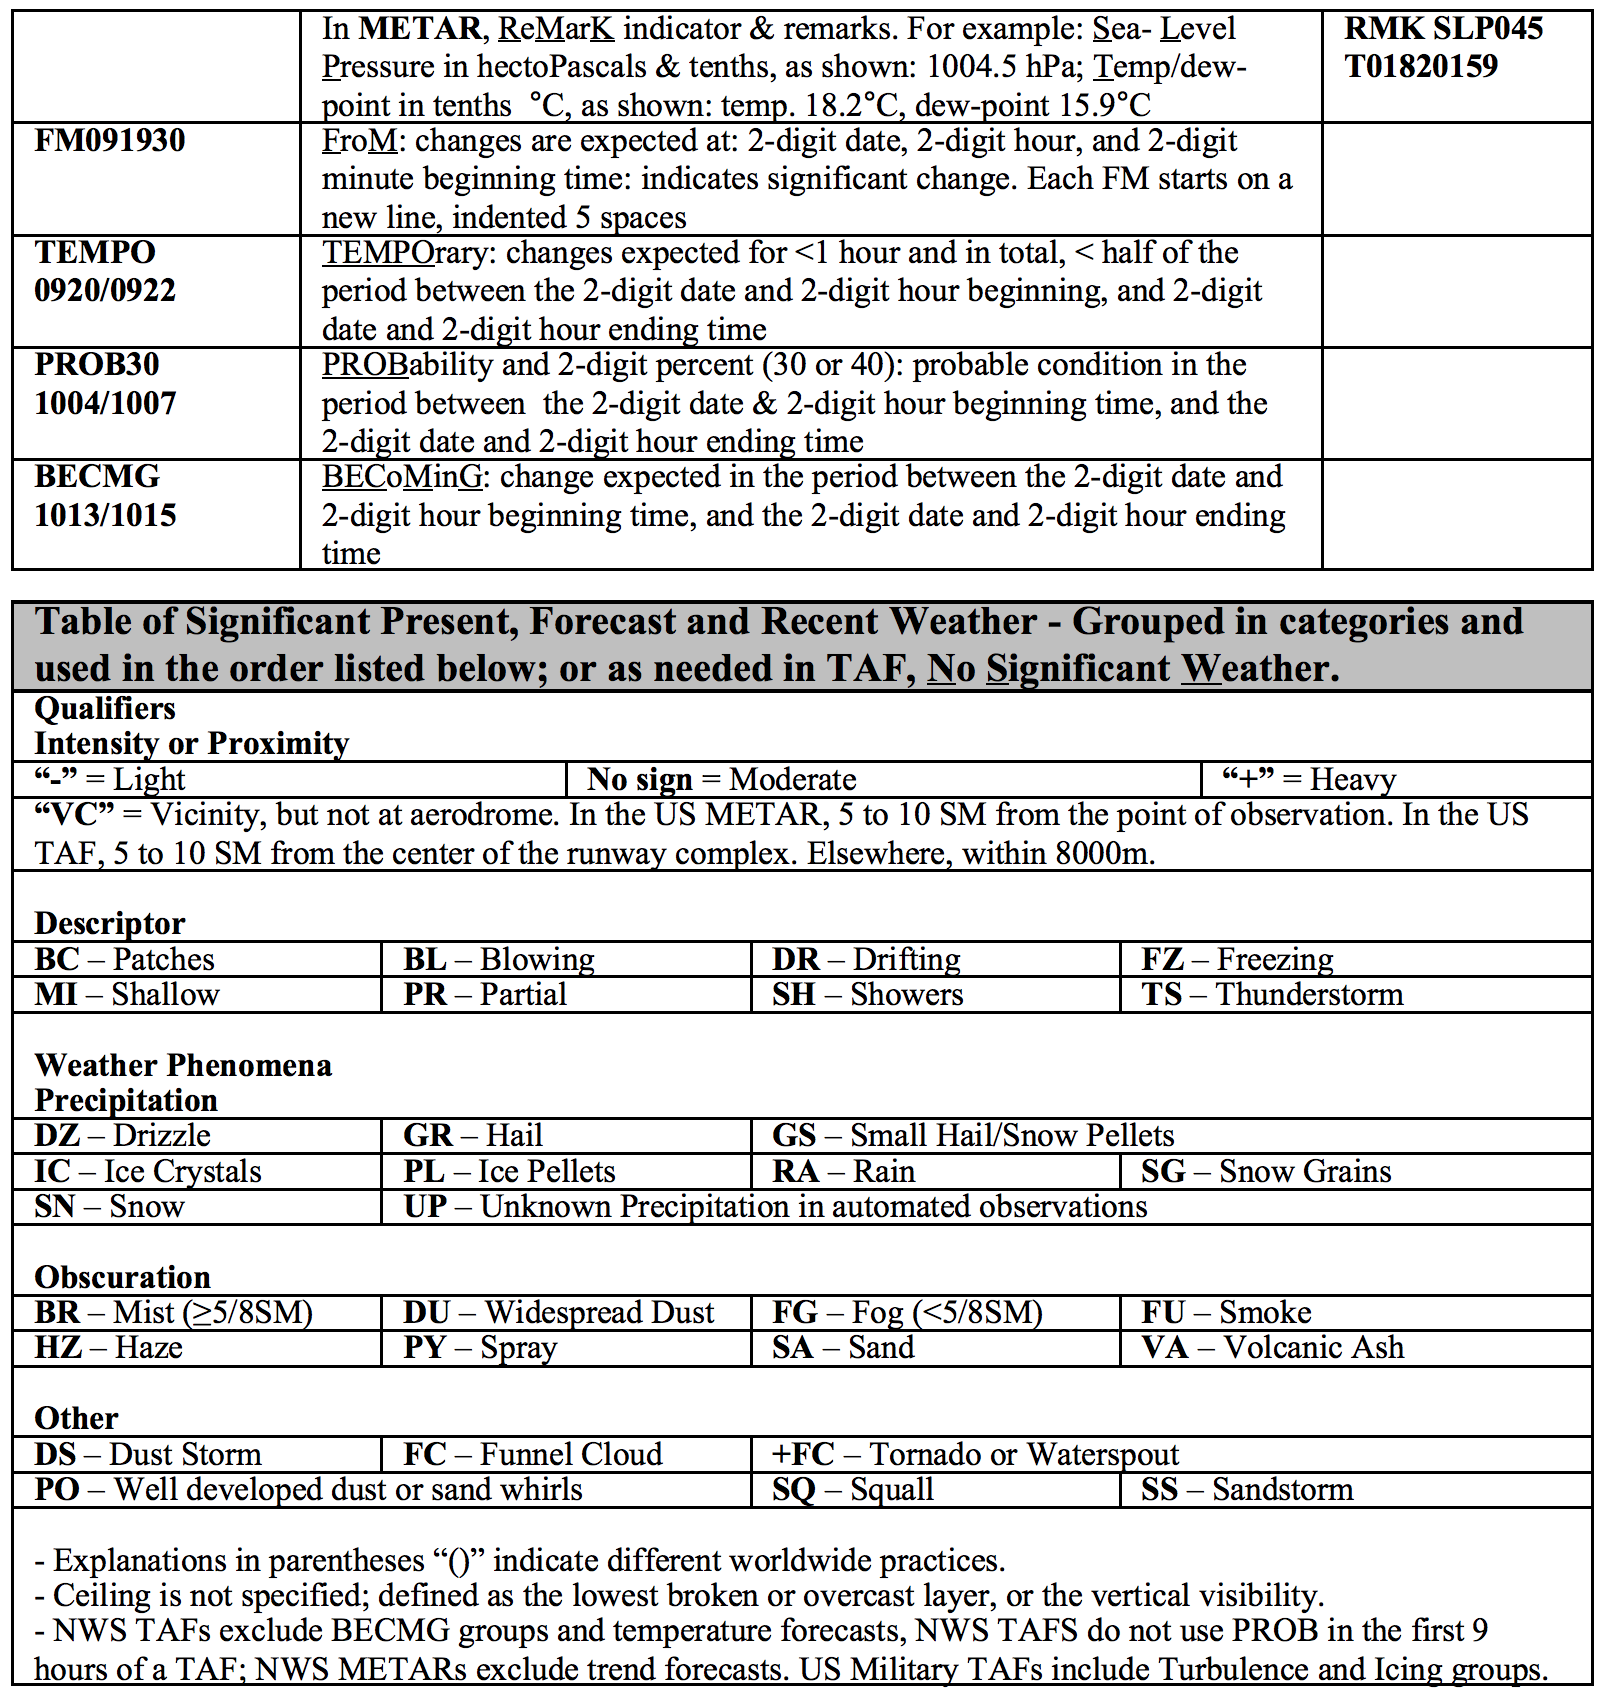 In METAR, ReMarK indicator & remarks. For example: Sea- Level
Pressure in hectoPascals & tenths, as shown: 1004.5 hPa; Temp/dew-
point in tenths °C, as shown: temp. 18.2°C, dew-point 15.9°C
RMK SLP045
T01820159
FM091930
FroM: changes are expected at: 2-digit date, 2-digit hour, and 2-digit
minute beginning time: indicates significant change. Each FM starts on a
new line, indented 5 spaces
TEMPO
0920/0922
TEMPOrary: changes expected for <1 hour and in total, < half of the
period between the 2-digit date and 2-digit hour beginning, and 2-digit
date and 2-digit hour ending time
PROB30
1004/1007
PROBability and 2-digit percent (30 or 40): probable condition in the
period between the 2-digit date & 2-digit hour beginning time, and the
2-digit date and 2-digit hour ending time
BECMG
1013/1015
BECoMinG: change expected in the period between the 2-digit date and
2-digit hour beginning time, and the 2-digit date and 2-digit hour ending
time
Table of Significant Present, Forecast and Recent Weather - Grouped in categories and
used in the order listed below; or as needed in TAF, No Significant Weather.
Qualifiers
Intensity or Proximity
“-” = Light No sign = Moderate “+” = Heavy
“VC” = Vicinity, but not at aerodrome. In the US METAR, 5 to 10 SM from the point of observation. In the US
TAF, 5 to 10 SM from the center of the runway complex. Elsewhere, within 8000m.
Descriptor
BC – Patches BL – Blowing DR – Drifting FZ – Freezing
MI – Shallow PR – Partial SH – Showers TS – Thunderstorm
Weather Phenomena
Precipitation
DZ – Drizzle GR – Hail GS – Small Hail/Snow Pellets
IC – Ice Crystals PL – Ice Pellets RA – Rain SG – Snow Grains
SN – Snow UP – Unknown Precipitation in automated observations
Obscuration
BR – Mist (≥5/8SM) DU – Widespread Dust FG – Fog (<5/8SM) FU – Smoke
HZ – Haze PY – Spray SA – Sand VA – Volcanic Ash
Other
DS – Dust Storm FC – Funnel Cloud +FC – Tornado or Waterspout
PO – Well developed dust or sand whirls SQ – Squall SS – Sandstorm
- Explanations in parentheses “()” indicate different worldwide practices.
- Ceiling is not specified; defined as the lowest broken or overcast layer, or the vertical visibility.
- NWS TAFs exclude BECMG groups and temperature forecasts, NWS TAFS do not use PROB in the first 9
hours of a TAF; NWS METARs exclude trend forecasts. US Military TAFs include Turbulence and Icing groups.